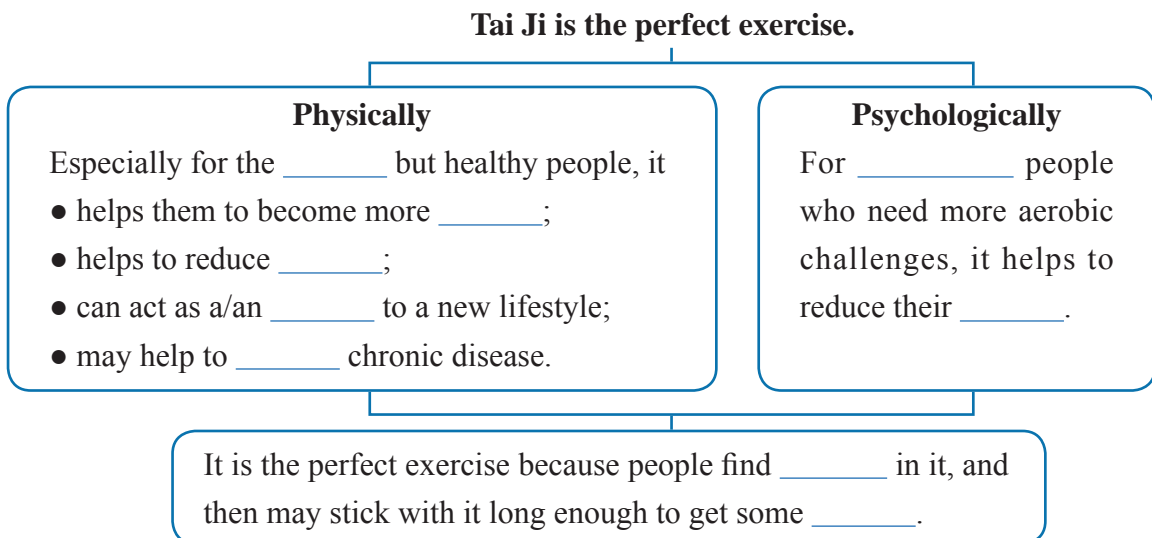 Tai Ji is the perfect exercise.
Physically
Especially for the _______ but healthy people, it
● helps them to become more _______;
● helps to reduce _______;
● can act as a/an _______ to a new lifestyle;
● may help to _______ chronic disease.
Psychologically
For __________ people
who need more aerobic
challenges, it helps to
reduce their _______.
It is the perfect exercise because people find _______ in it, and
then may stick with it long enough to get some _______.